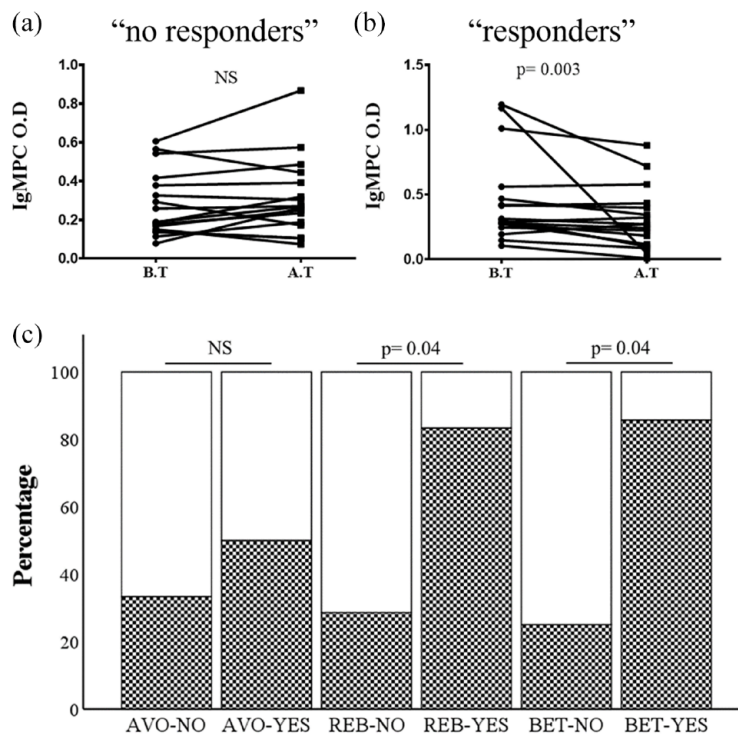 (a) “no responders”
NS
IgMPC O.D
1.0
0.8
0.6
0.4
0.2
0.0
B.T A.T
(b) “responders”
p= 0.003
IgMPC O.D
1.5
1.0
0.5
0.0
B.T A.T
(c)
NS p= 0.04 p= 0.04
Percentage
100
80
60
40
20
0
AVO-NO AVO-YES REB-NO REB-YES BET-NO BET-YES